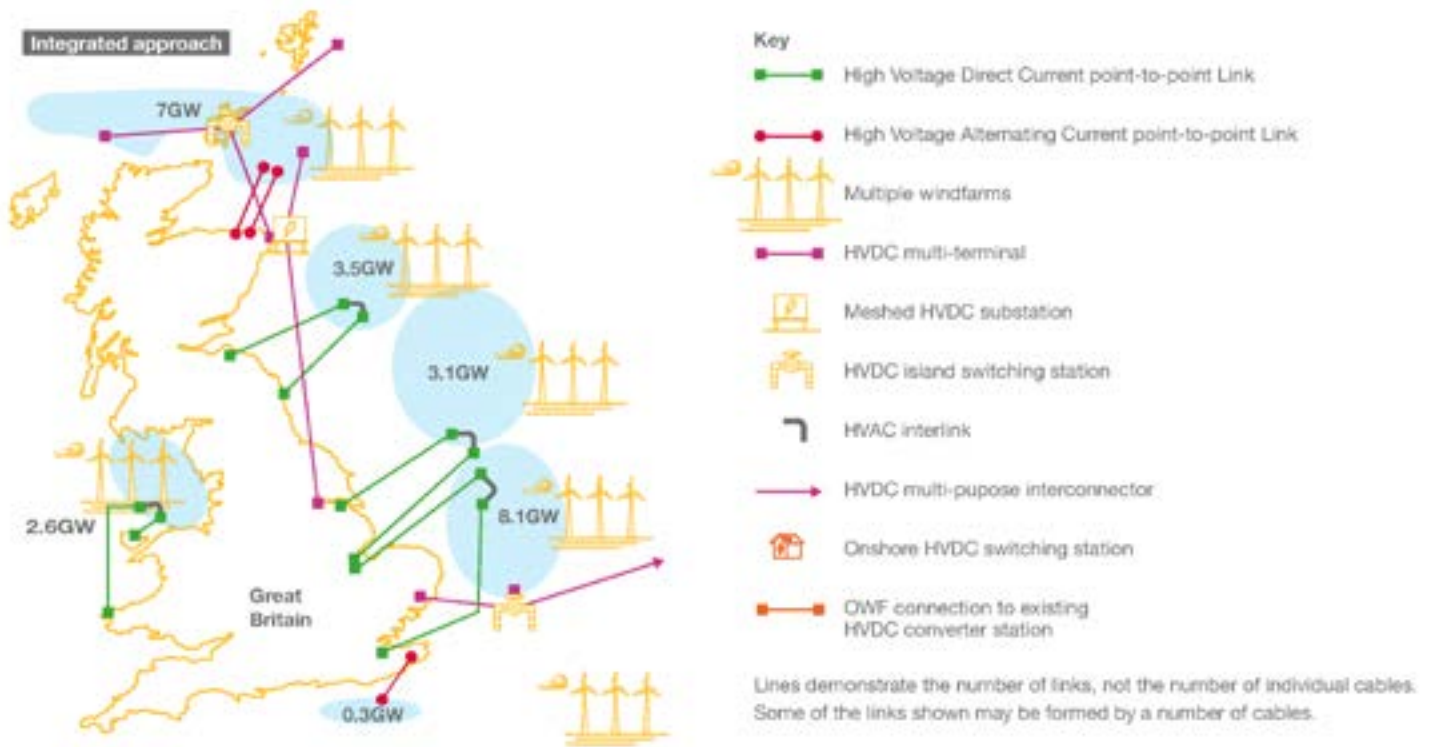 Integrated approach
7GW
3.5GW
3.1GW
2.6GW
8.1GW
Great
Britain
0.3GW
Key
High Voltage Direct Current point-to-point Link
High Voltage Alternating Current point-to-point Link
Multiple windfarms
HVDC multi-terminal
Meshed HVDC substation
HVDC island switching station
HVAC interlink
HVDC multi-pupose interconnector
Onshore HVDC switching station
OWF connection to existing
HVDC converter station
Lines demonstrate the number of links, not the number of individual cables.
Some of the links shown may be formed by a number of cables.